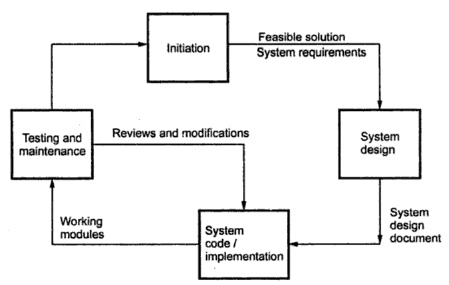 Initiation
Feasible solution
System requirements
Testing and
maintenance
Reviews and modifications
System
design
Working
modules
System
code /
implementation
System
design
document